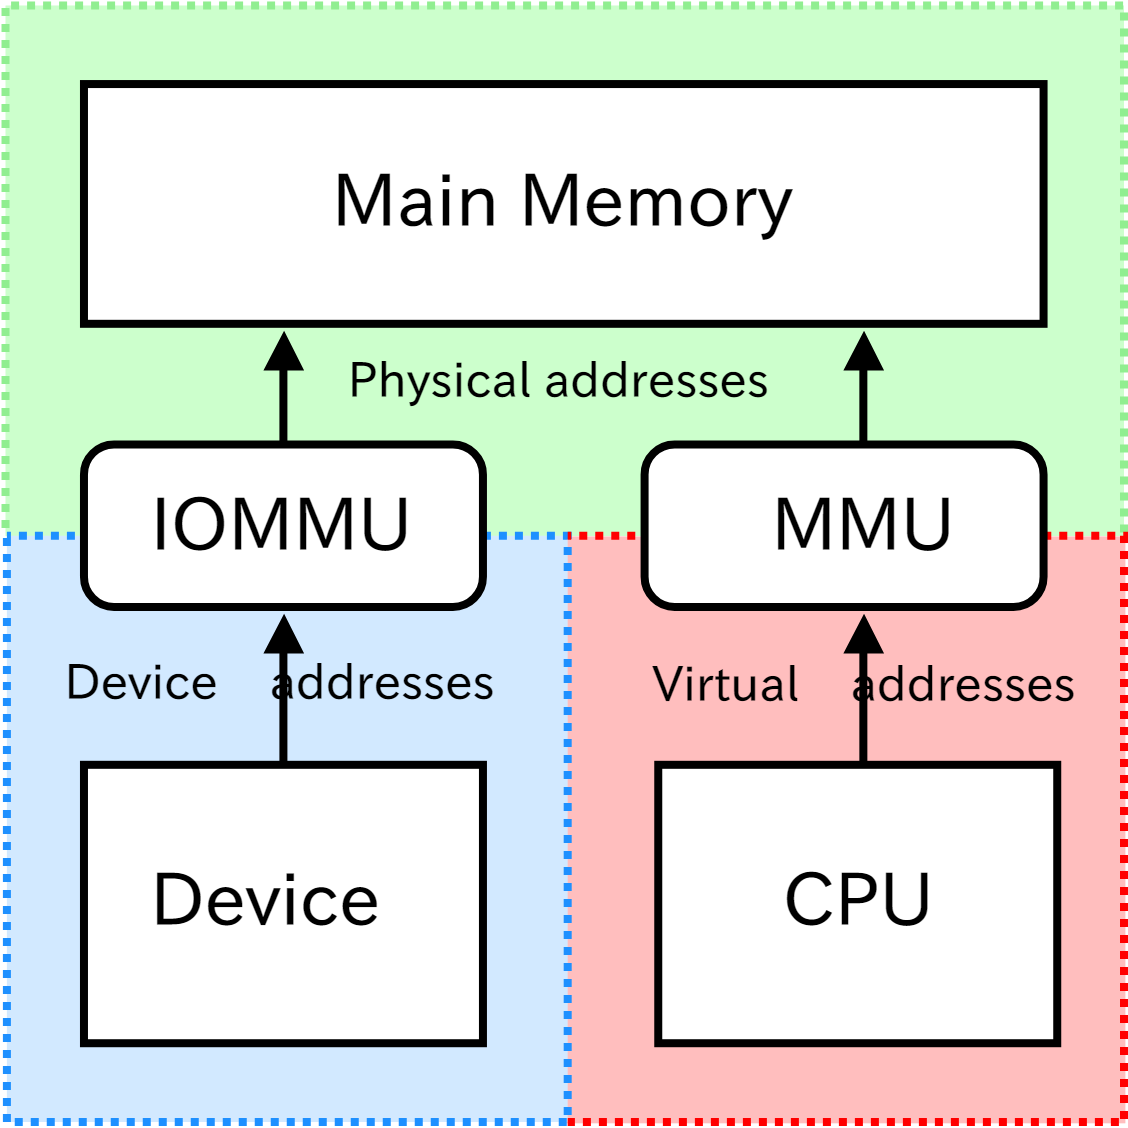 Main Memory
Physical addresses
IOMMU
MMU
Device addresses
Virtual addresses
Device
CPU